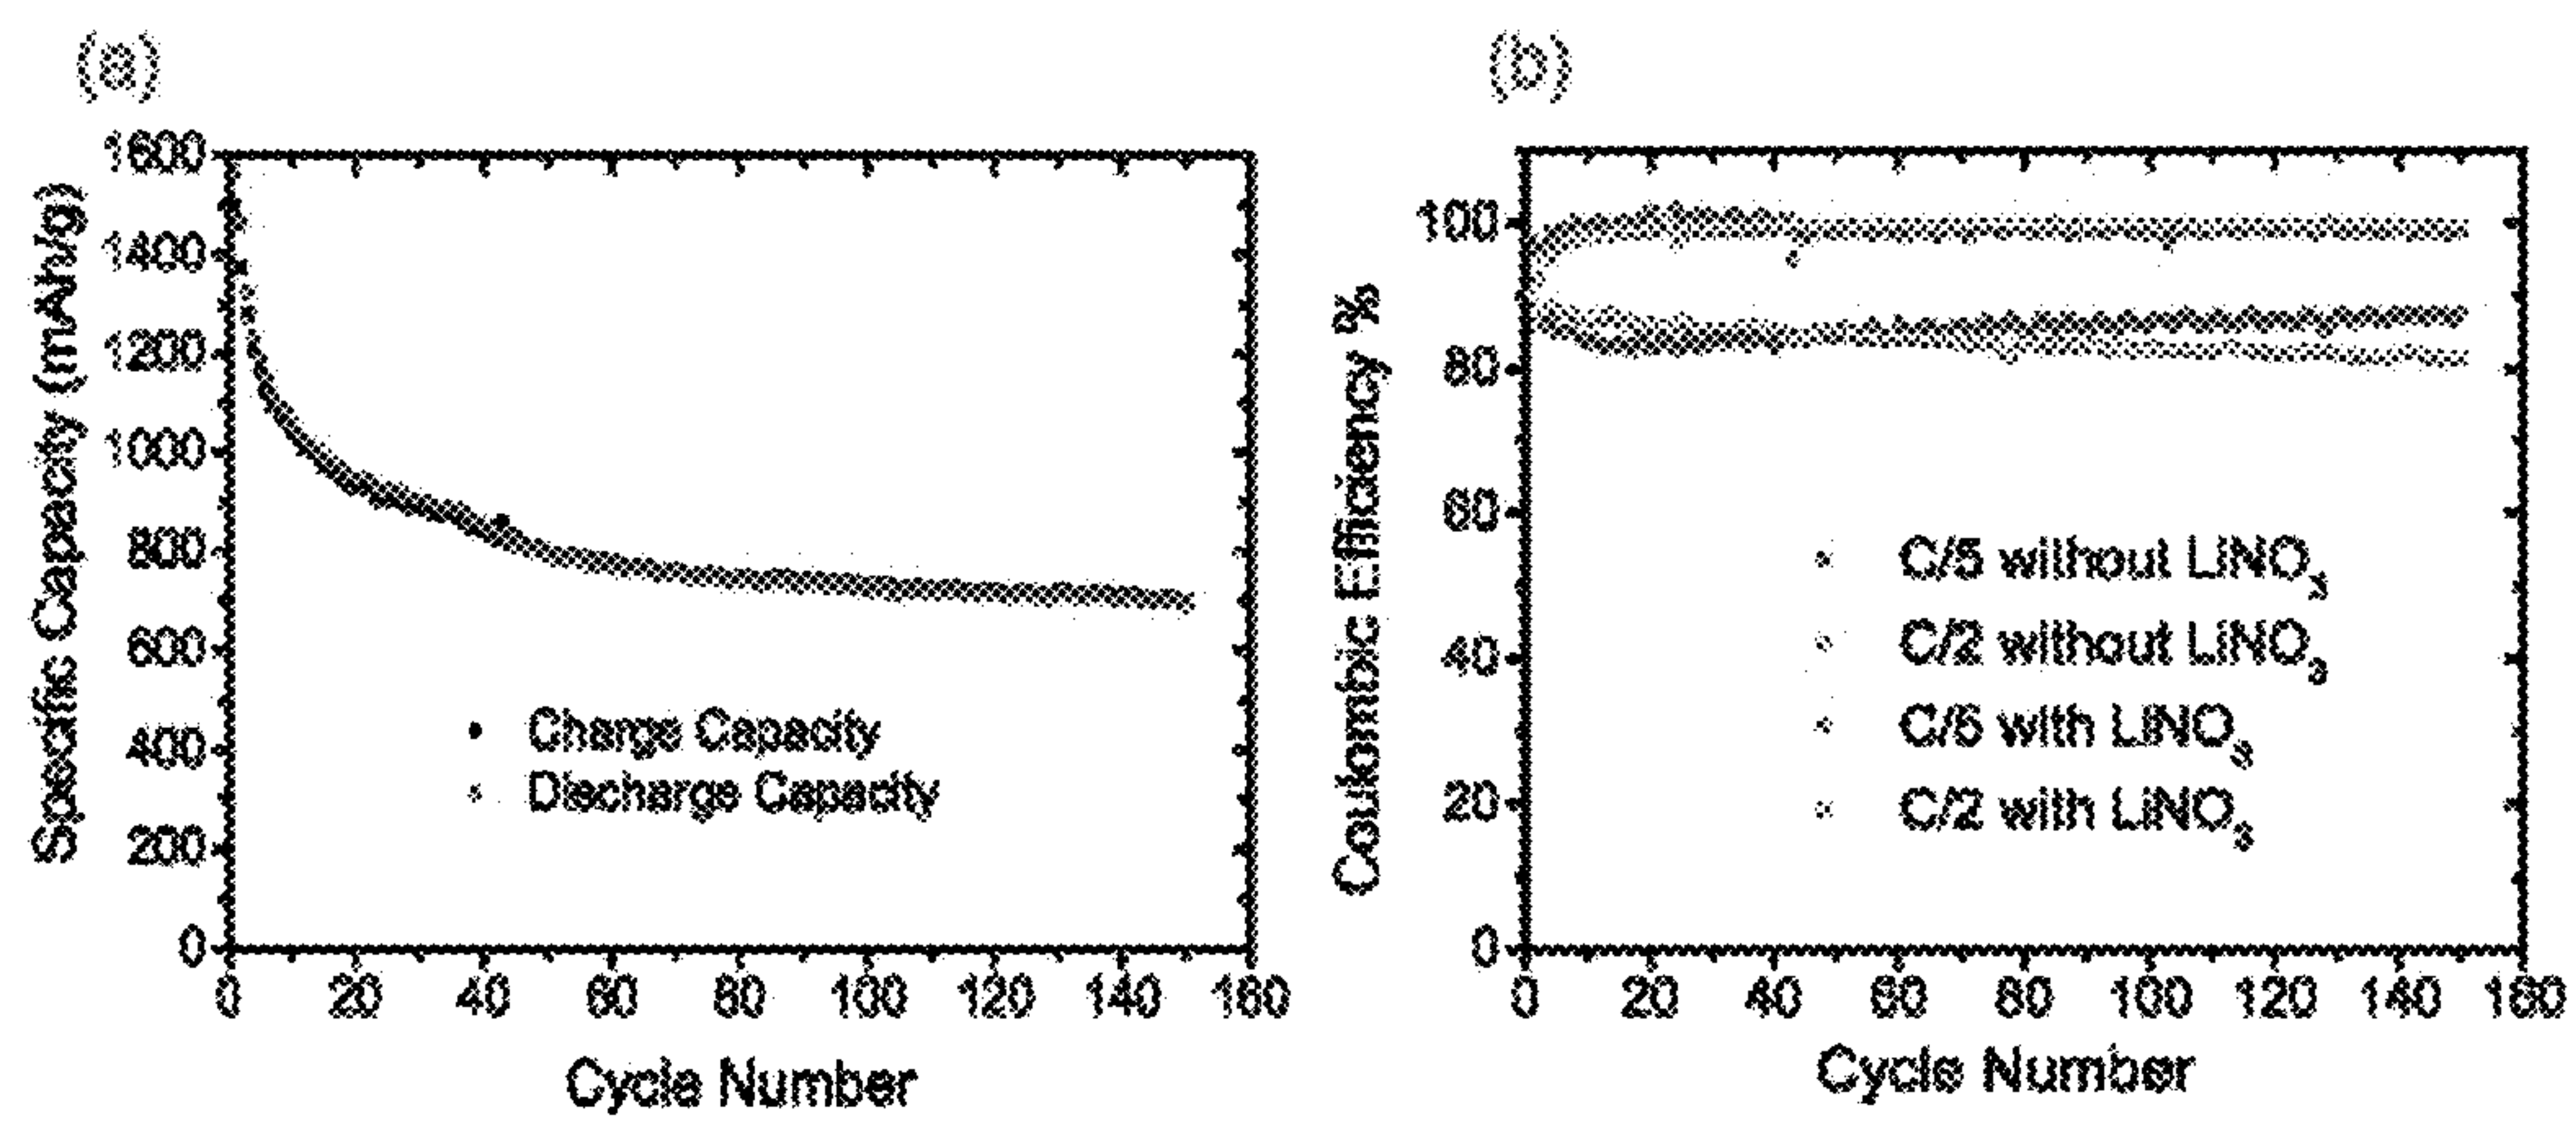 (a)
1600
1400
1200
1000
800
600
400
200
0
Specific Capacity (mAh/g)
Charge Capacity
Discharge Capacity
0 20 40 60 80 100 120 140 160
Cycle Number
(b)
100
80
60
40
20
0
Coulombic Efficiency %
C/5 without LiNO3
C/2 without LiNO3
C/5 with LiNO3
C/2 with LiNO3
0 20 40 60 80 100 120 140 160
Cycle Number